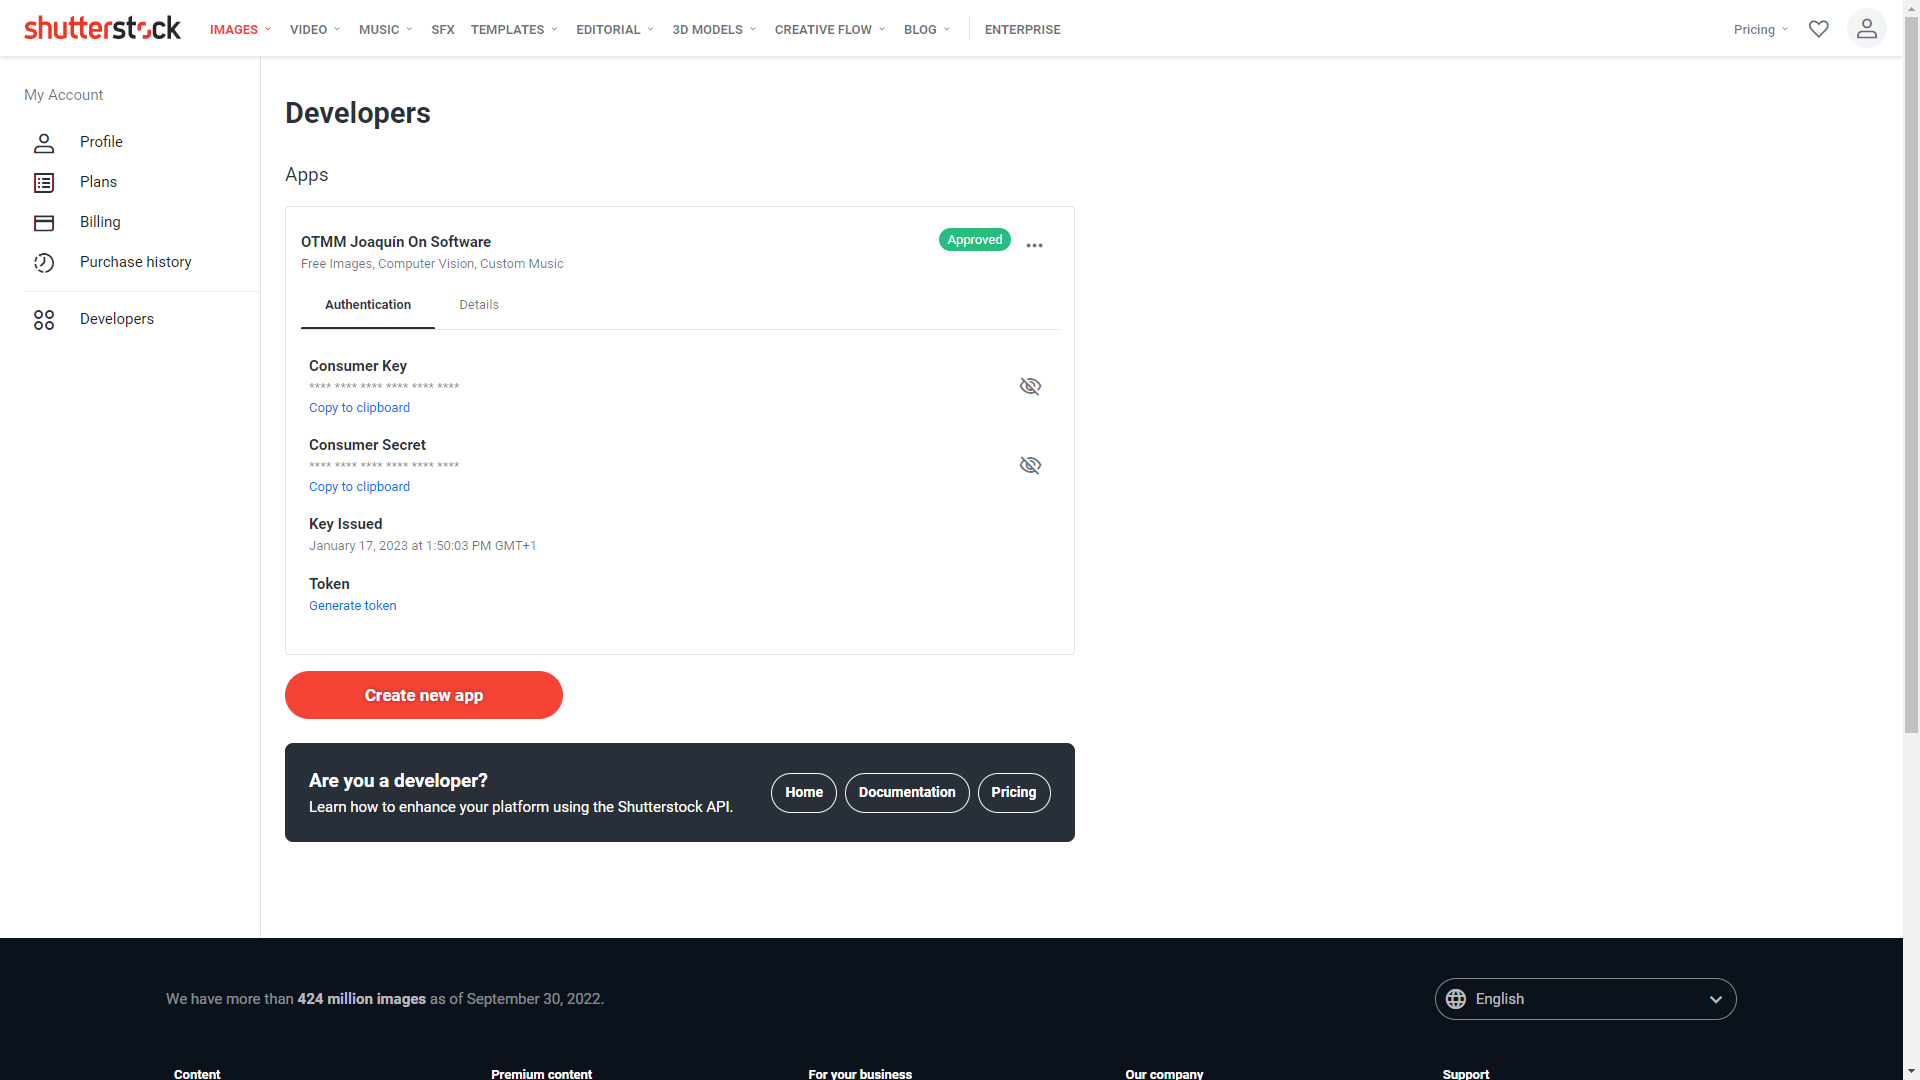 shutterstock
IMAGES VIDEO MUSIC SFX TEMPLATES EDITORIAL 3D MODELS CREATIVE FLOW BLOG ENTERPRISE Pricing
My Account
Profile
Plans
Billing
Purchase history
Developers
Developers
Apps
OTMM Joaquín On Software
Approved
Free Images, Computer Vision, Custom Music
Authentication Details
Consumer Key
**** **** **** **** **** ****
Copy to clipboard
Consumer Secret
**** **** **** **** **** ****
Copy to clipboard
Key Issued
January 17, 2023 at 1:50:03 PM GMT+1
Token
Generate token
Create new app
Are you a developer?
Learn how to enhance your platform using the Shutterstock API.
Home Documentation Pricing
We have more than 424 million images as of September 30, 2022.
English
Content Premium content For your business Our company Support